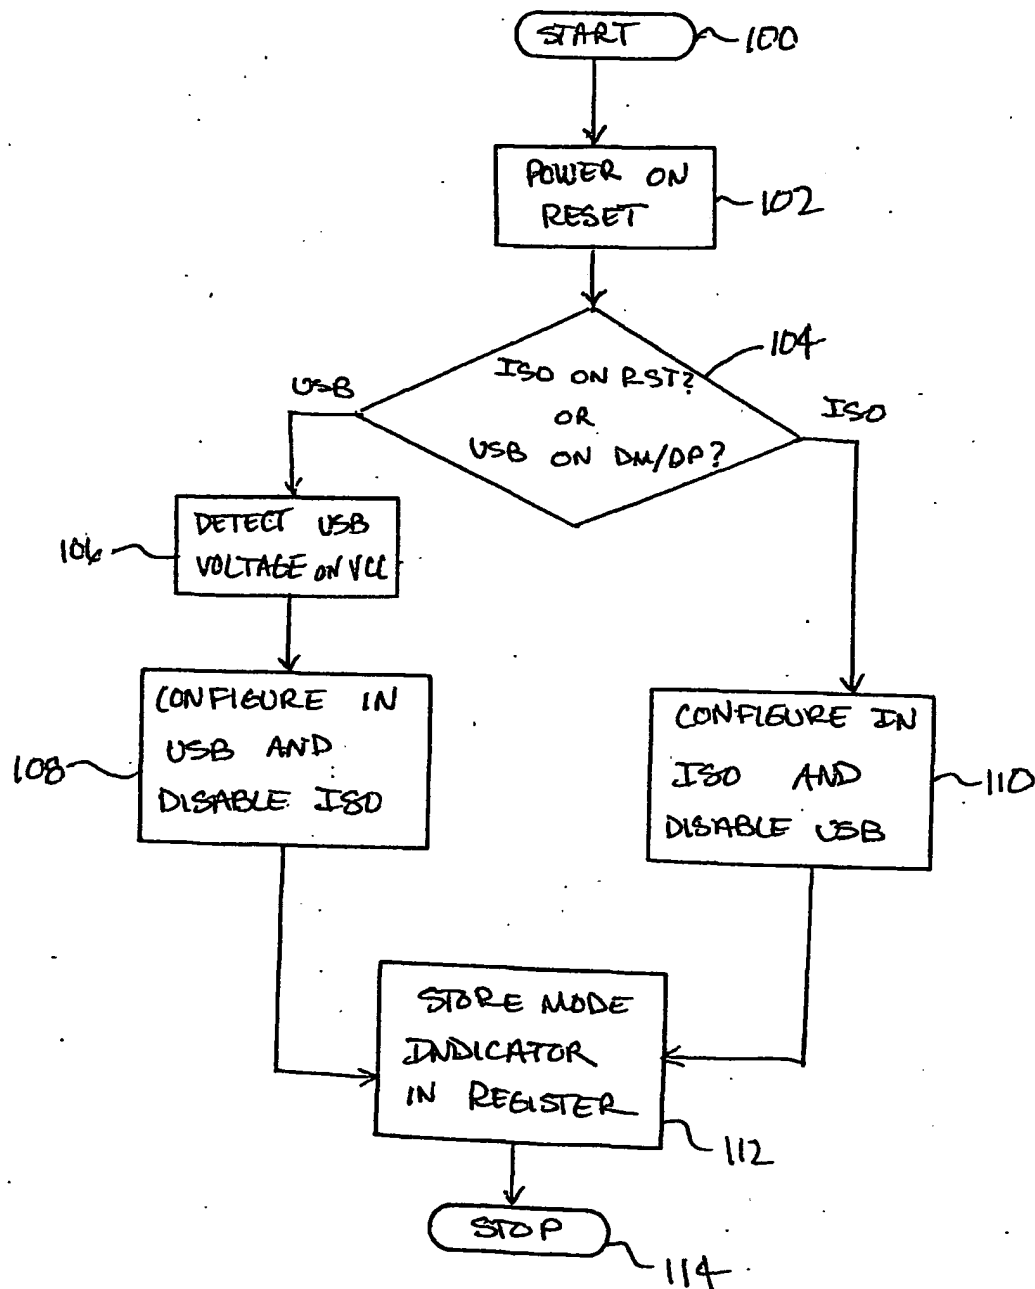 START
100
POWER ON
RESET
102
ISO ON RST?
OR
USB ON DM/DP?
104
USB
ISO
DETECT USB
VOLTAGE ON VCC
106
CONFIGURE IN
USB AND
DISABLE ISO
108
CONFIGURE IN
ISO AND
DISABLE USB
110
STORE MODE
INDICATOR
IN REGISTER
112
STOP
114